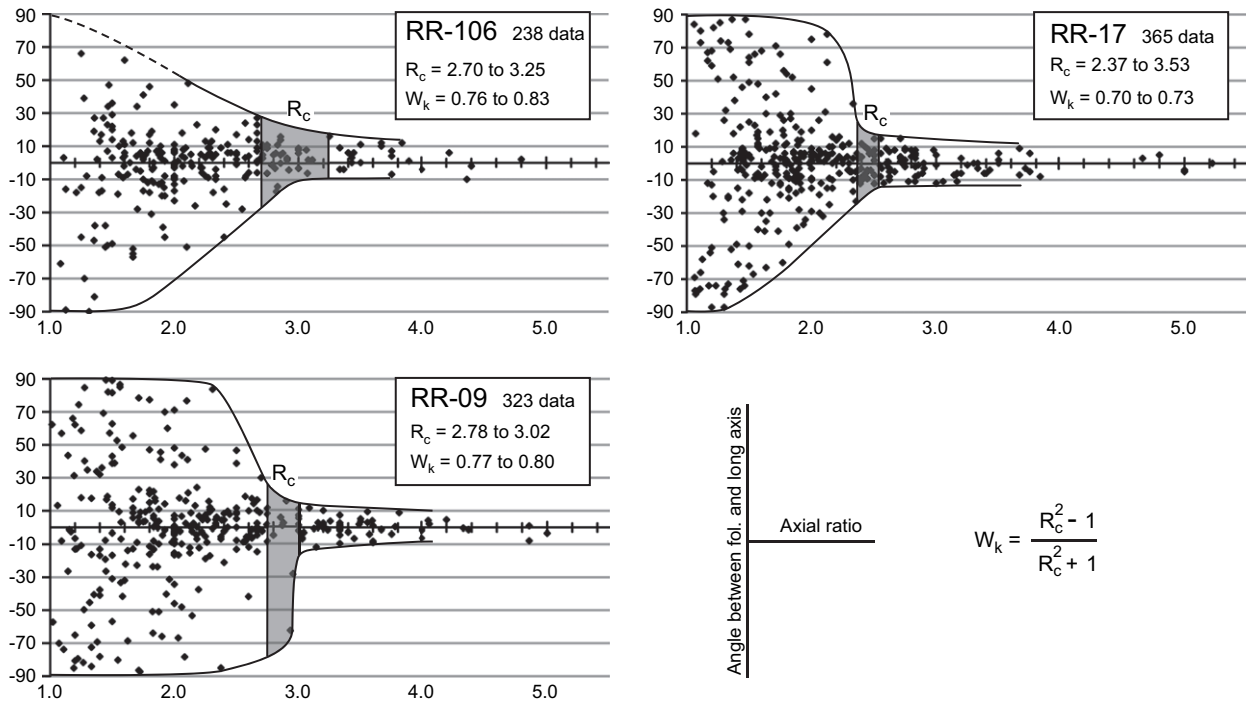 90
70
50
30
10
-10
-30
-50
-70
-90
1.0 2.0 3.0 4.0 5.0
RR-106 238 data
Rc = 2.70 to 3.25
Wk = 0.76 to 0.83
Rc
90
70
50
30
10
-10
-30
-50
-70
-90
1.0 2.0 3.0 4.0 5.0
RR-17 365 data
Rc = 2.37 to 3.53
Wk = 0.70 to 0.73
Rc
90
70
50
30
10
-10
-30
-50
-70
-90
1.0 2.0 3.0 4.0 5.0
RR-09 323 data
Rc = 2.78 to 3.02
Wk = 0.77 to 0.80
Rc
Angle between fol. and long axis
Axial ratio
Wk = Rc² - 1
Rc² + 1